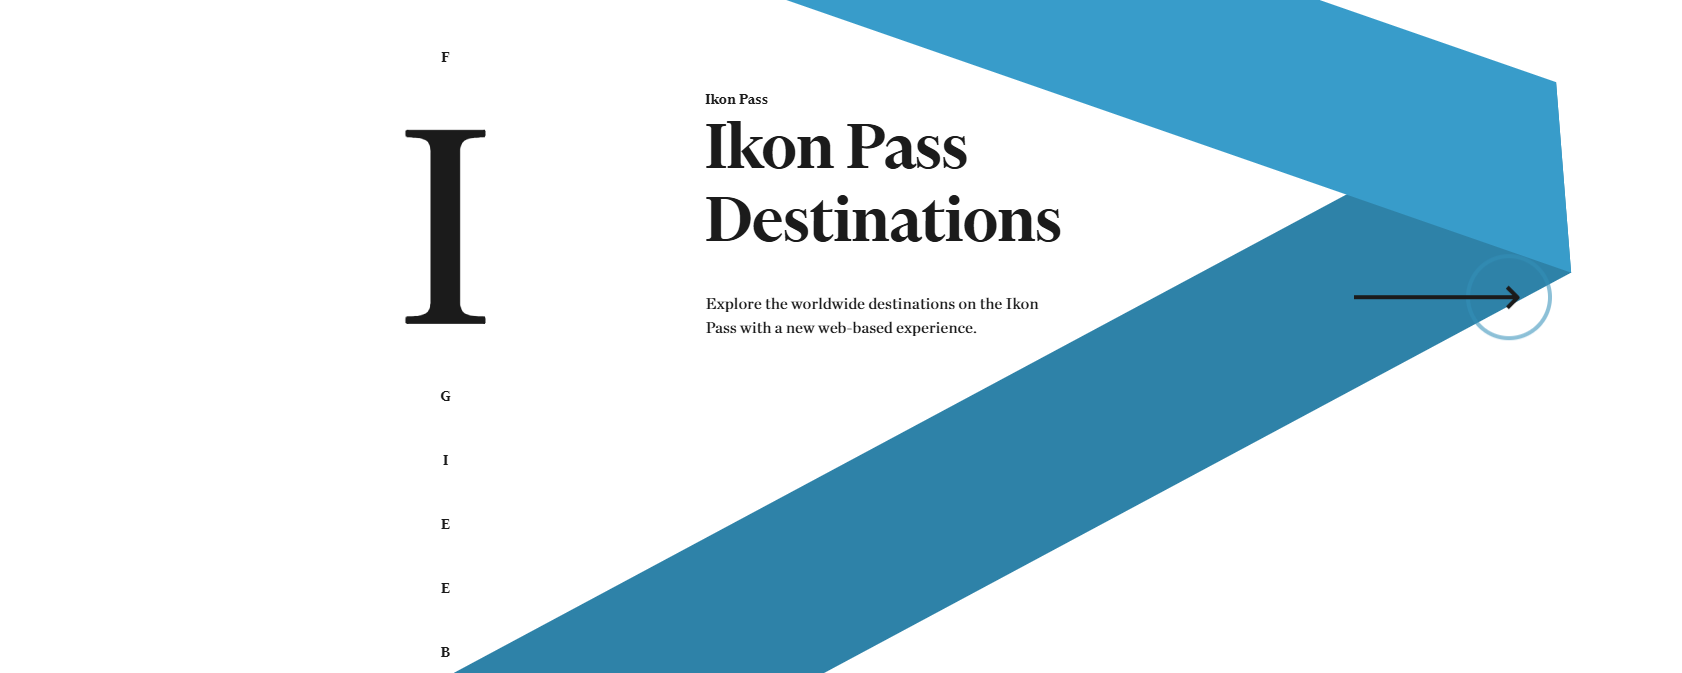 F
I
G
I
E
E
B
Ikon Pass
Ikon Pass
Destinations
Explore the worldwide destinations on the Ikon
Pass with a new web-based experience.